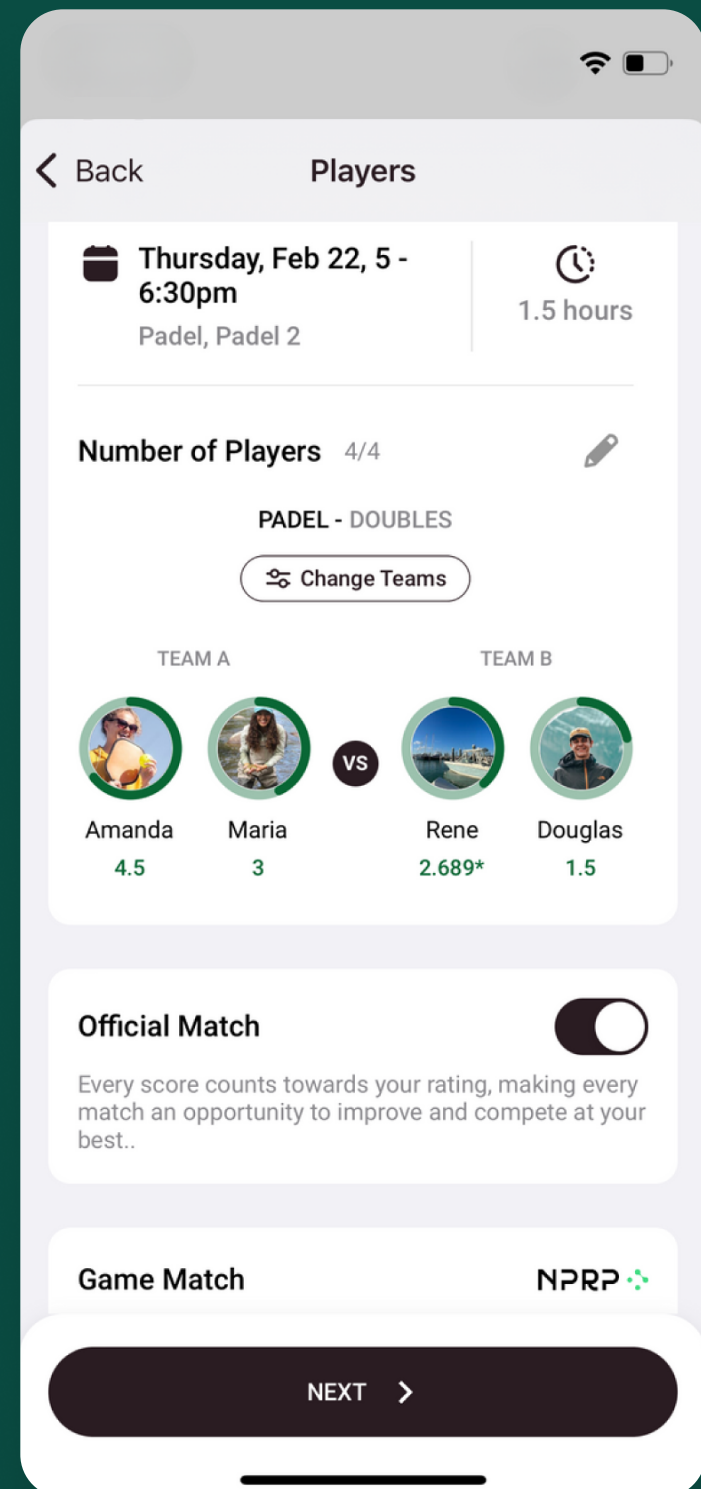 Back
Players
Thursday, Feb 22, 5 -
6:30pm
Padel, Padel 2
1.5 hours
Number of Players 4/4
PADEL - DOUBLES
Change Teams
TEAM A
TEAM B
VS
Amanda
Maria
Rene
Douglas
4.5
3
2.689*
1.5
Official Match
Every score counts towards your rating, making every
match an opportunity to improve and compete at your
best..
Game Match
NPRP
NEXT